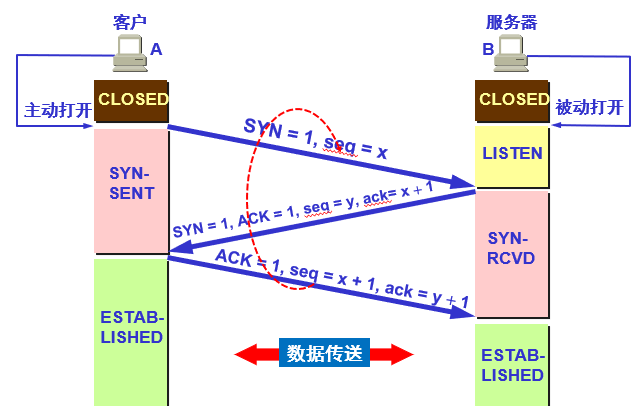 客户
服务器
A
B
CLOSED
CLOSED
主动打开
被动打开
SYN = 1, seq = x
LISTEN
SYN-
SENT
SYN = 1, ACK = 1, seq = y, ack= x + 1
SYN-
RCVD
ACK = 1, seq = x + 1, ack = y + 1
ESTAB-
LISHED
数据传送
ESTAB-
LISHED